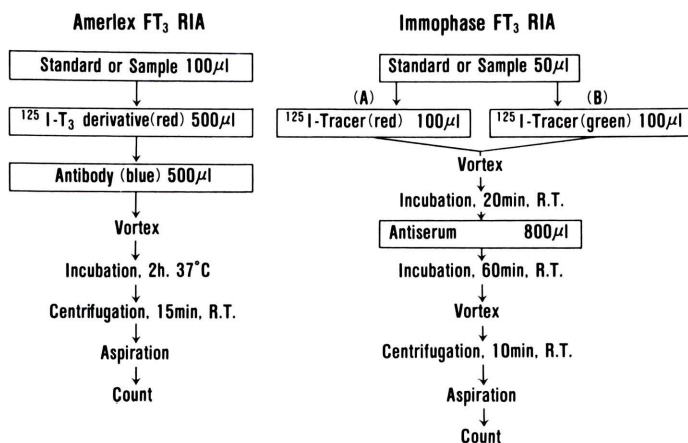 Amerlex FT₃ RIA
Standard or Sample 100μl
¹²⁵I-T₃ derivative(red) 500μl
Antibody (blue) 500μl
Vortex
Incubation, 2h. 37°C
Centrifugation, 15min, R.T.
Aspiration
Count
Immophase FT₃ RIA
Standard or Sample 50μl
(A) (B)
¹²⁵I-Tracer(red) 100μl ¹²⁵I-Tracer(green) 100μl
Vortex
Incubation, 20min, R.T.
Antiserum 800μl
Incubation, 60min, R.T.
Vortex
Centrifugation, 10min, R.T.
Aspiration
Count